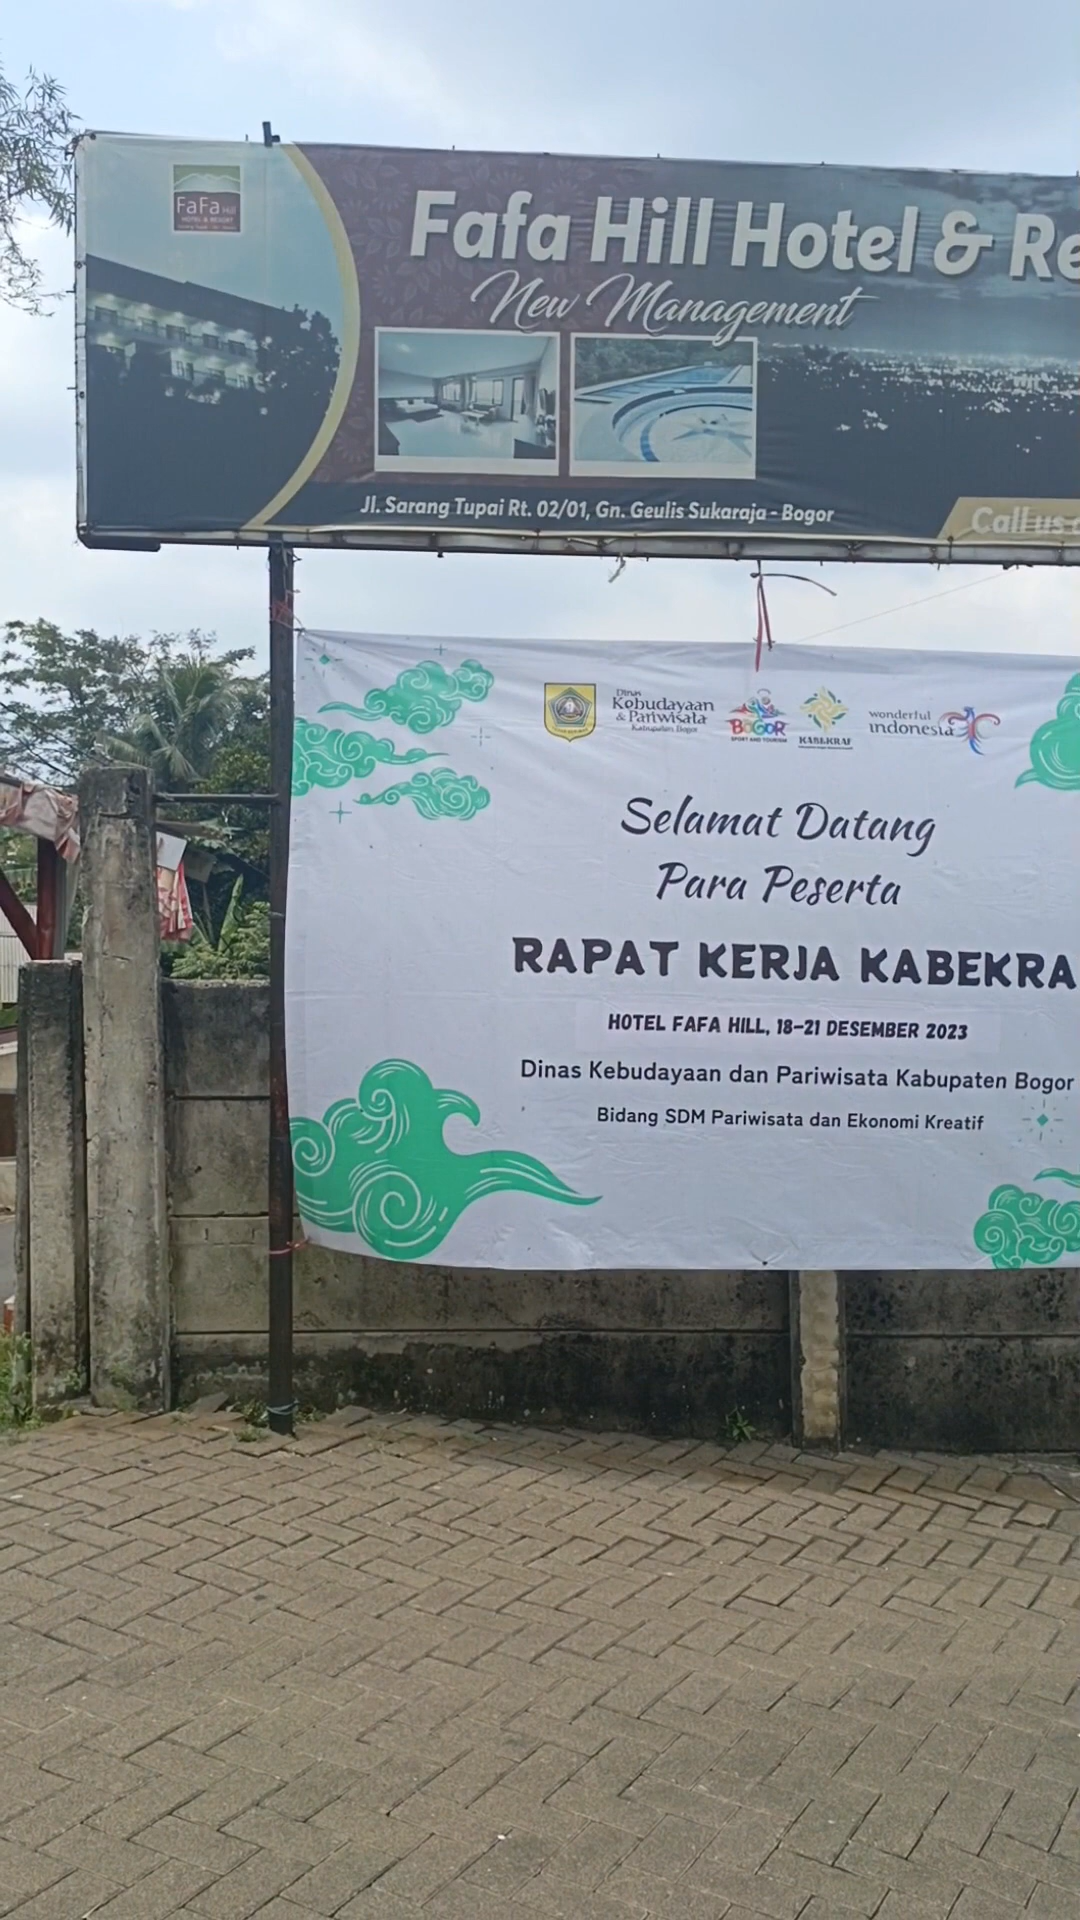 FaFa Hill
HOTEL & RESORT
Fafa Hill Hotel & Re
New Management
Jl. Sarang Tupai Rt. 02/01, Gn. Geulis Sukaraja - Bogor
Call us
Dinas
Kebudayaan
& Pariwisata
Kabupaten Bogor
BOGOR
SPORT AND TOURISM
KABEKRAF
wonderful
indonesia
Selamat Datang
Para Peserta
RAPAT KERJA KABEKRA
HOTEL FAFA HILL, 18-21 DESEMBER 2023
Dinas Kebudayaan dan Pariwisata Kabupaten Bogor
Bidang SDM Pariwisata dan Ekonomi Kreatif